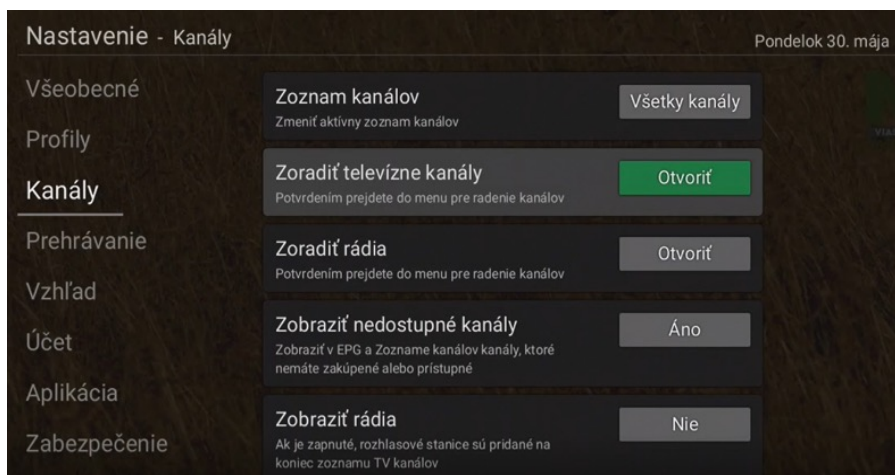 Nastavenie - Kanály
Pondelok 30. mája
Všeobecné
Profily
Kanály
Prehrávanie
Vzhľad
Účet
Aplikácia
Zabezpečenie
Zoznam kanálov
Zmeniť aktívny zoznam kanálov
Všetky kanály
Zoradiť televízne kanály
Potvrdením prejdete do menu pre radenie kanálov
Otvoriť
Zoradiť rádia
Potvrdením prejdete do menu pre radenie kanálov
Otvoriť
Zobraziť nedostupné kanály
Zobraziť v EPG a Zozname kanálov kanály, ktoré
nemáte zakúpené alebo prístupné
Áno
Zobraziť rádia
Ak je zapnuté, rozhlasové stanice sú pridané na
koniec zoznamu TV kanálov
Nie